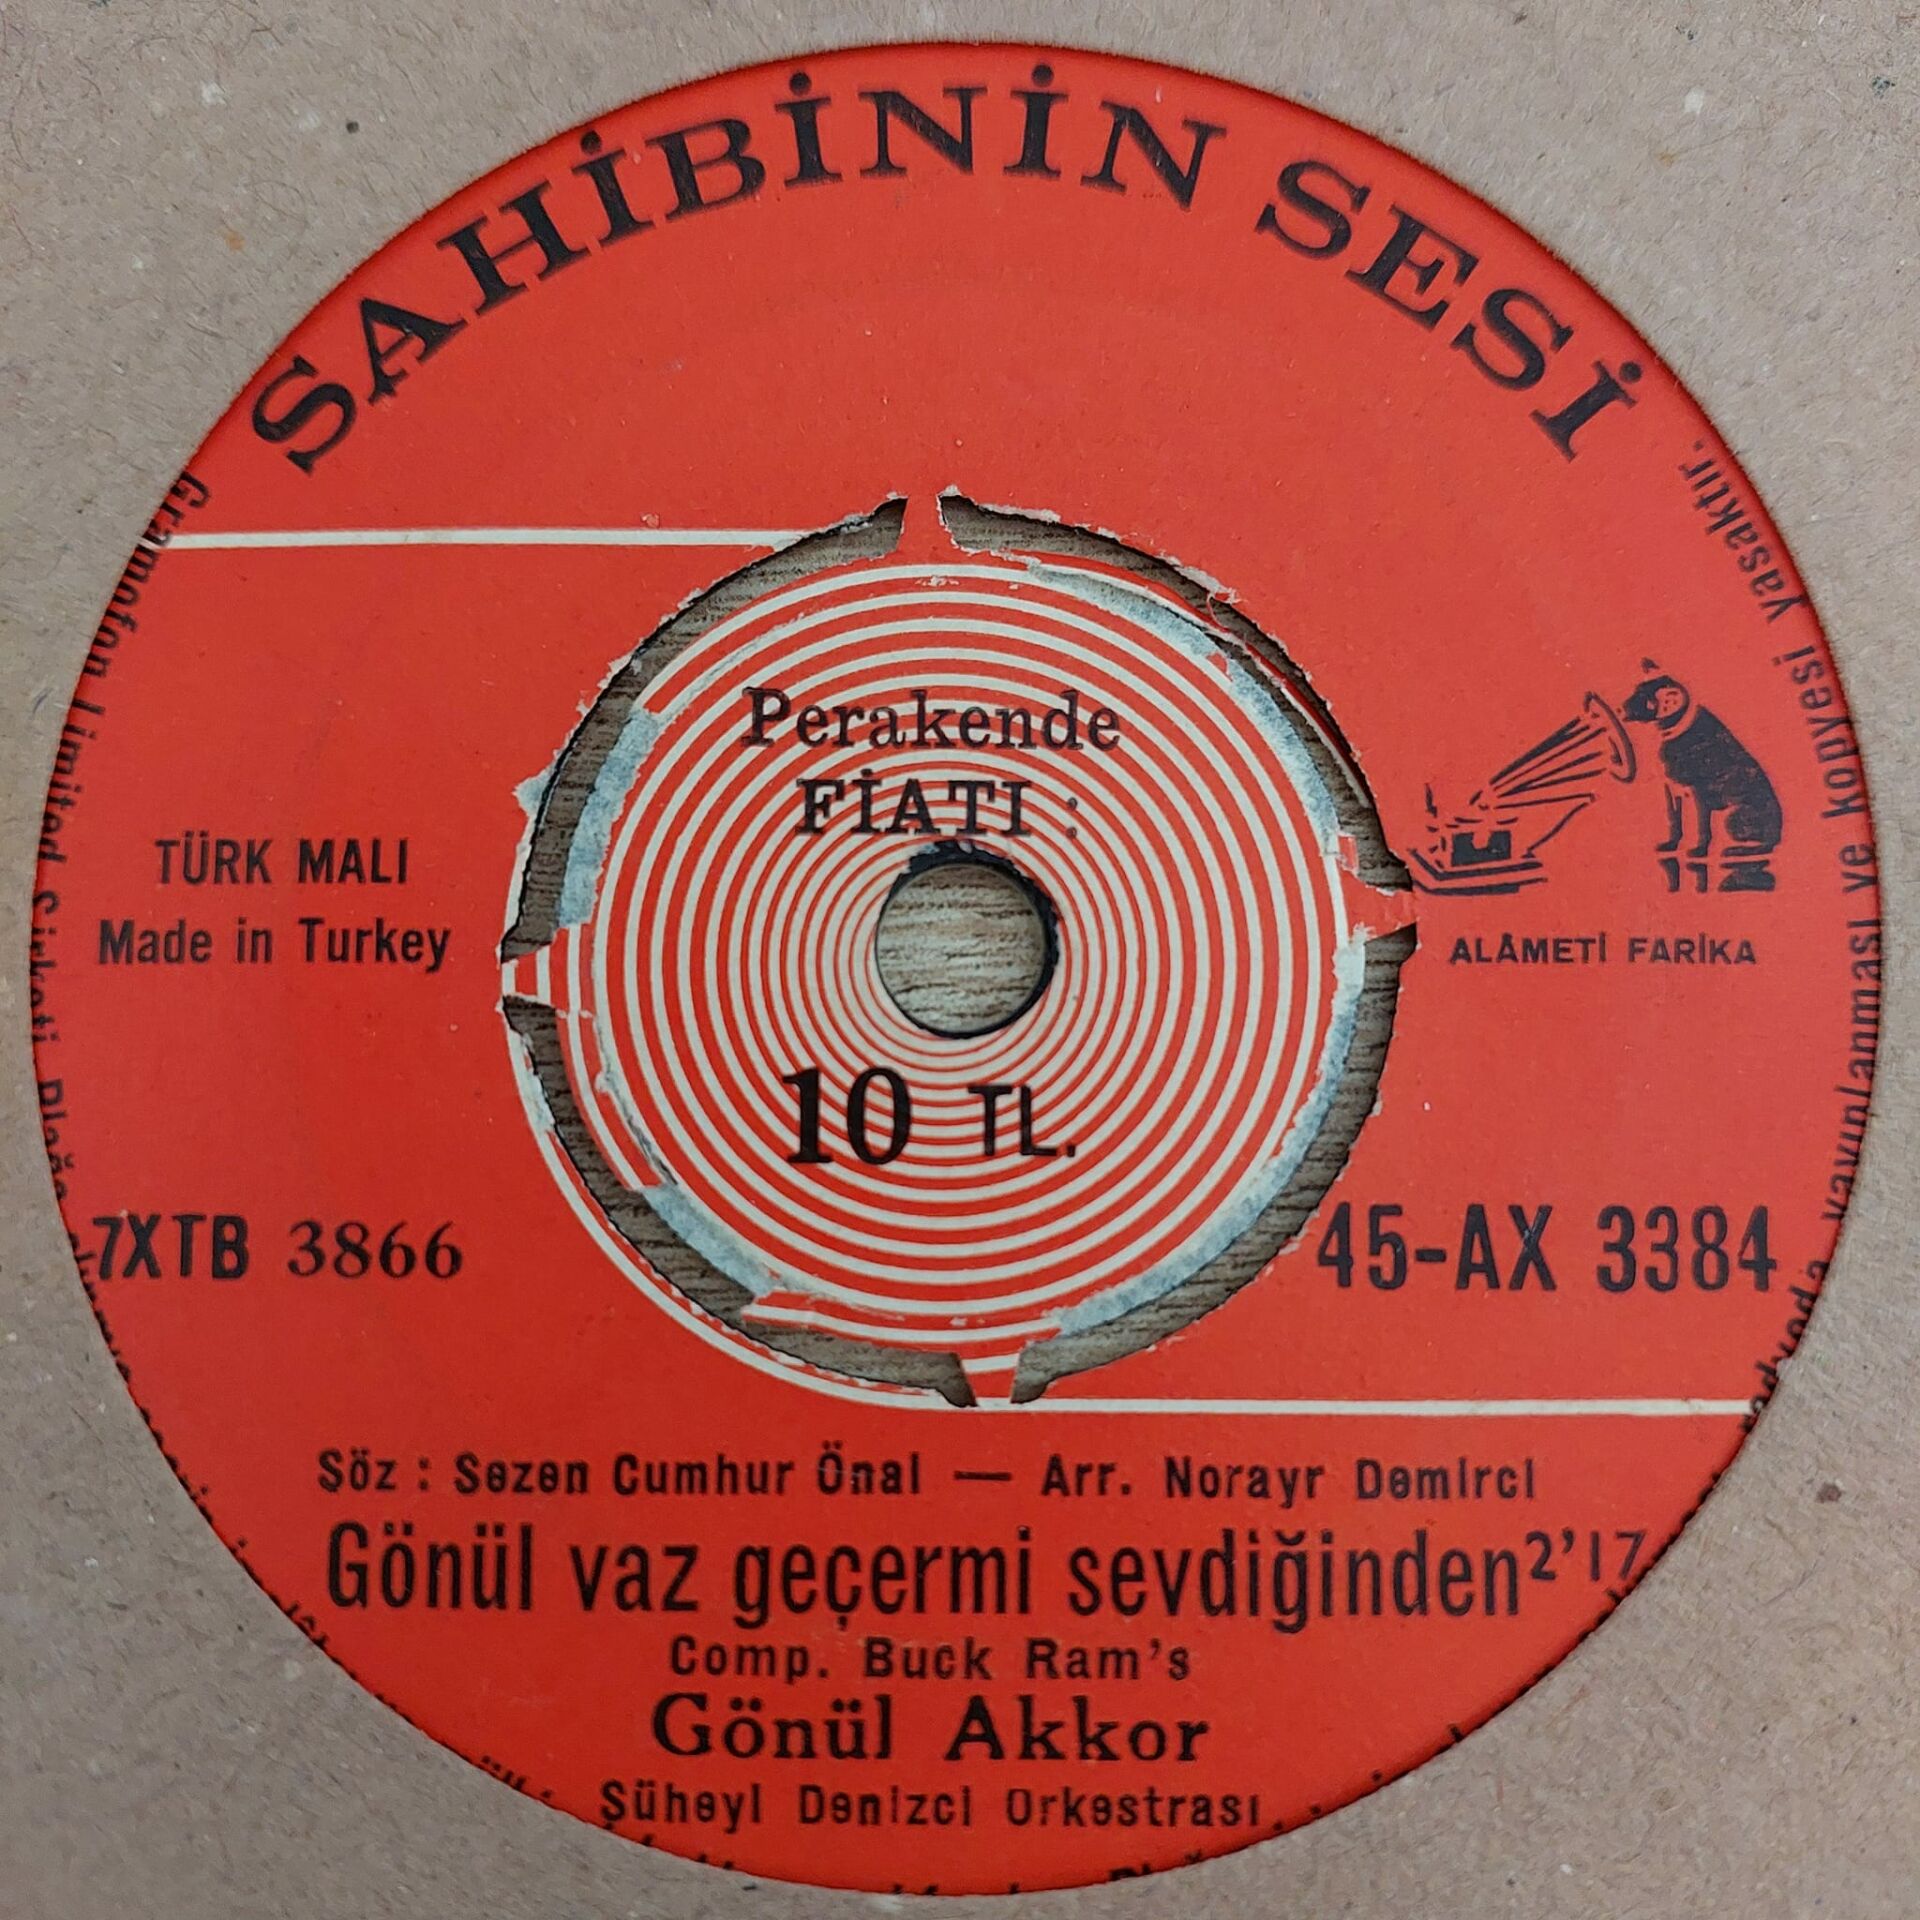 SAHİBİNİN SESİ
Gramofon Limited Şirketi
yayınlanması ve kopyesi yasaktır.
Perakende
FİATI :
10 TL.
TÜRK MALI
Made in Turkey
ALÂMETİ FARİKA
7XTB 3866
45-AX 3384
Söz : Sezen Cumhur Önal — Arr. Norayr Demirci
Gönül vaz geçermi sevdiğinden 2'17
Comp. Buck Ram's
Gönül Akkor
Şüheyl Denizci Orkestrası